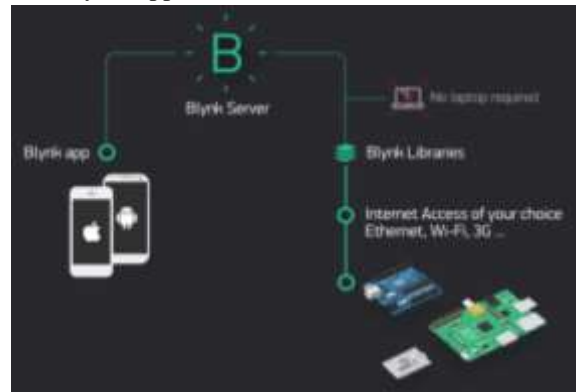 B
Blynk Server
No laptop required
Blynk app
Blynk Libraries
Internet Access of your choice
Ethernet, Wi-Fi, 3G ...